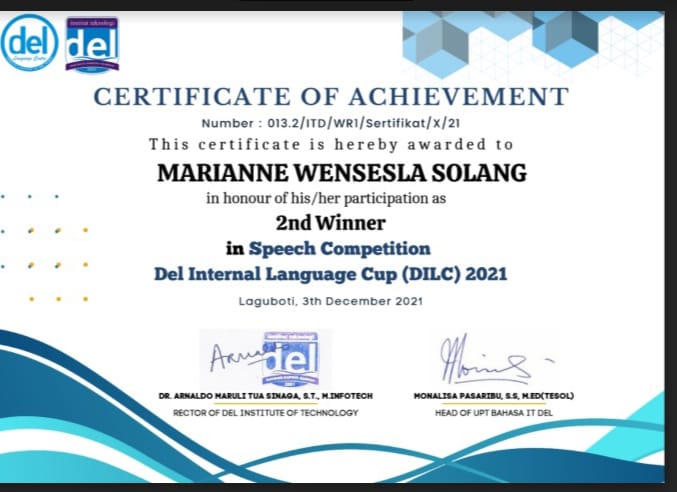 del
Language Centre
institut teknologi
del
CERTIFICATE OF ACHIEVEMENT
Number : 013.2/ITD/WR1/Sertifikat/X/21
This certificate is hereby awarded to
MARIANNE WENSESLA SOLANG
in honour of his/her participation as
2nd Winner
in Speech Competition
Del Internal Language Cup (DILC) 2021
Laguboti, 3th December 2021
Arnaldo
institut teknologi
del
DR. ARNALDO MARULI TUA SINAGA, S.T., M.INFOTECH
RECTOR OF DEL INSTITUTE OF TECHNOLOGY
MONALISA PASARIBU, S.S, M.ED(TESOL)
HEAD OF UPT BAHASA IT DEL